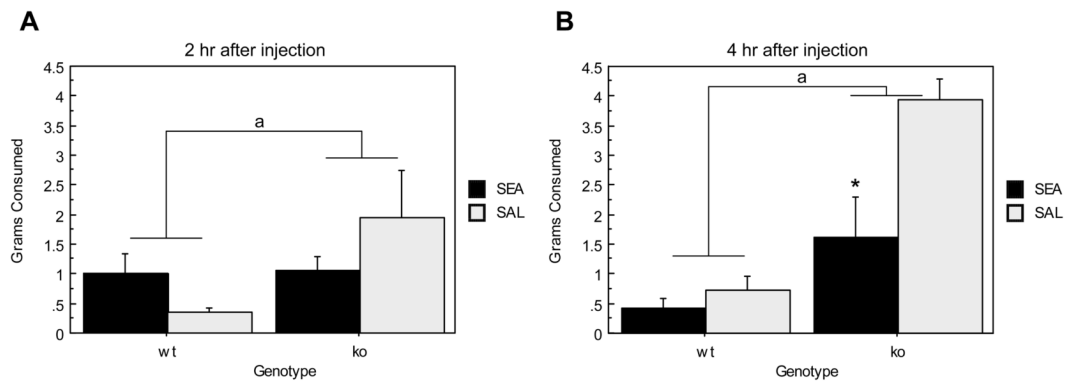 A
2 hr after injection
4.5
4
3.5
3
2.5
2
1.5
1
.5
0
Grams Consumed
a
wt
ko
Genotype
SEA
SAL
B
4 hr after injection
4.5
4
3.5
3
2.5
2
1.5
1
.5
0
Grams Consumed
a
*
wt
ko
Genotype
SEA
SAL